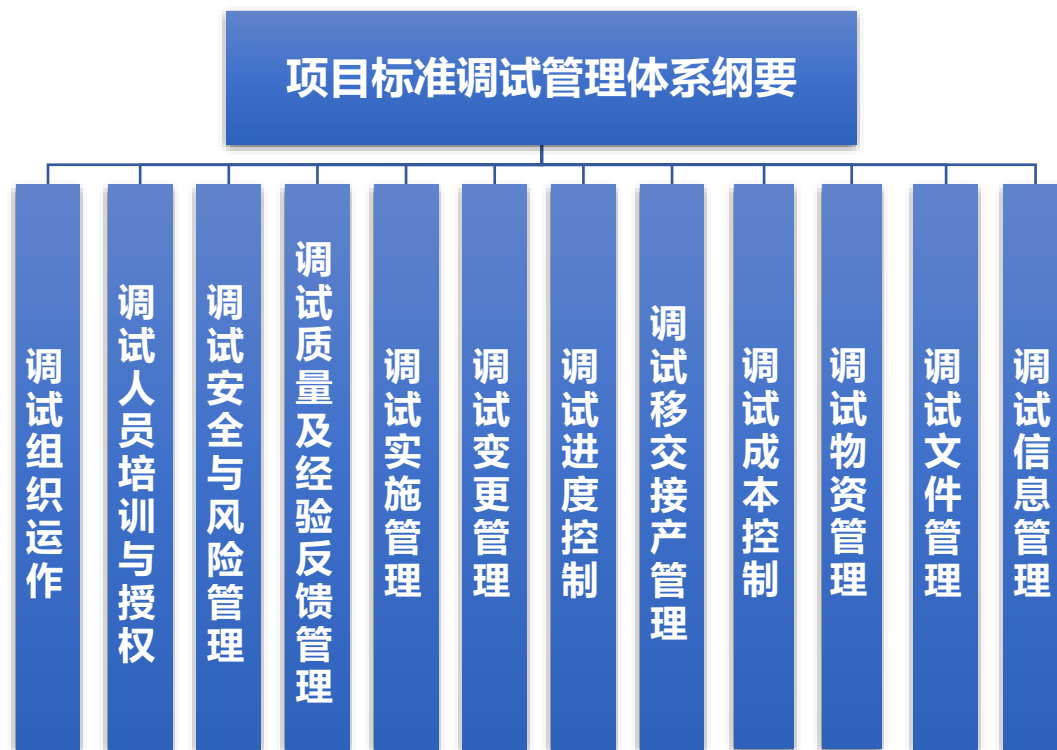 项目标准调试管理体系纲要
调试组织运作
调试人员培训与授权
调试安全与风险管理
调试质量及经验反馈管理
调试实施管理
调试变更管理
调试进度控制
调试移交接产管理
调试成本控制
调试物资管理
调试文件管理
调试信息管理